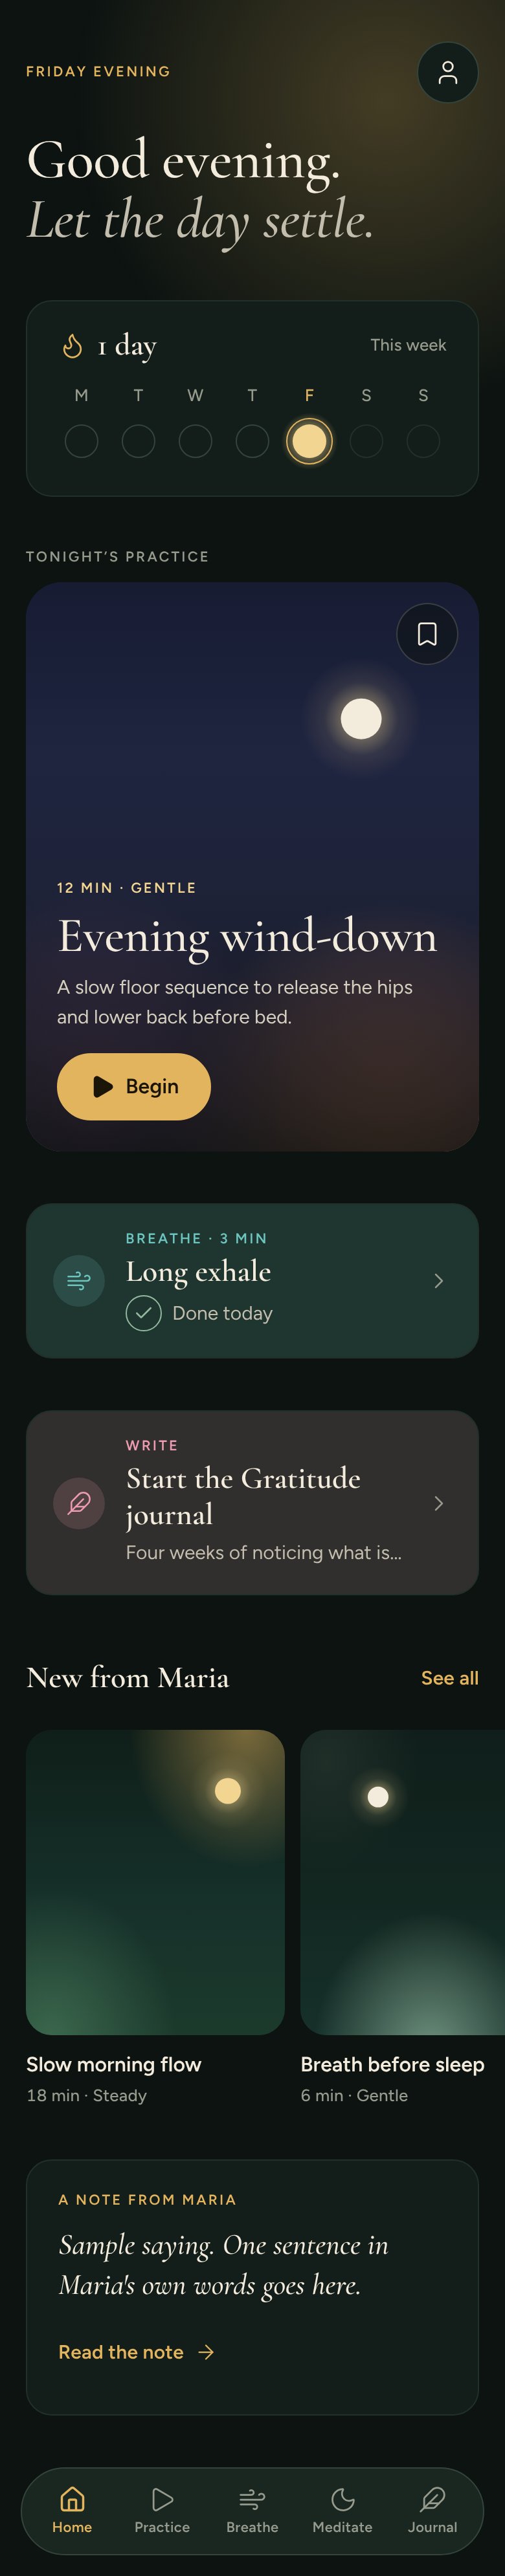 FRIDAY EVENING
Good evening.
Let the day settle.
1 day
This week
M T W T F S S
TONIGHT’S PRACTICE
12 MIN · GENTLE
Evening wind-down
A slow floor sequence to release the hips
and lower back before bed.
Begin
BREATHE · 3 MIN
Long exhale
Done today
WRITE
Start the Gratitude
journal
Four weeks of noticing what is...
New from Maria
See all
Slow morning flow
18 min · Steady
Breath before sleep
6 min · Gentle
A NOTE FROM MARIA
Sample saying. One sentence in
Maria's own words goes here.
Read the note
Home Practice Breathe Meditate Journal